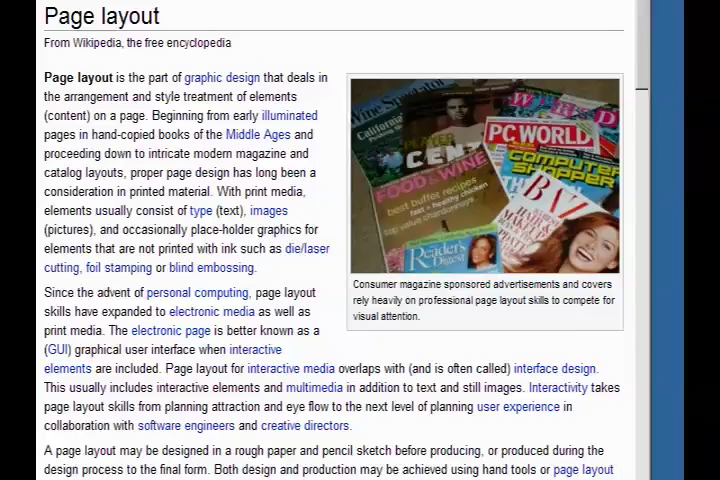 Page layout
From Wikipedia, the free encyclopedia
Page layout is the part of graphic design that deals in
the arrangement and style treatment of elements
(content) on a page. Beginning from early illuminated
pages in hand-copied books of the Middle Ages and
proceeding down to intricate modern magazine and
catalog layouts, proper page design has long been a
consideration in printed material. With print media,
elements usually consist of type (text), images
(pictures), and occasionally place-holder graphics for
elements that are not printed with ink such as die/laser
cutting, foil stamping or blind embossing.
Since the advent of personal computing, page layout
skills have expanded to electronic media as well as
print media. The electronic page is better known as a
(GUI) graphical user interface when interactive
elements are included. Page layout for interactive media overlaps with (and is often called) interface design.
This usually includes interactive elements and multimedia in addition to text and still images. Interactivity takes
page layout skills from planning attraction and eye flow to the next level of planning user experience in
collaboration with software engineers and creative directors.
A page layout may be designed in a rough paper and pencil sketch before producing, or produced during the
design process to the final form. Both design and production may be achieved using hand tools or page layout
Wine Spectator
California
CENT
WIRED
PC WORLD
COMPUTER
SHOPPER
FOOD & WINE
best buffet recipes
fast + healthy chicken
top value chardonnays
Reader's
Digest
Consumer magazine sponsored advertisements and covers
rely heavily on professional page layout skills to compete for
visual attention.